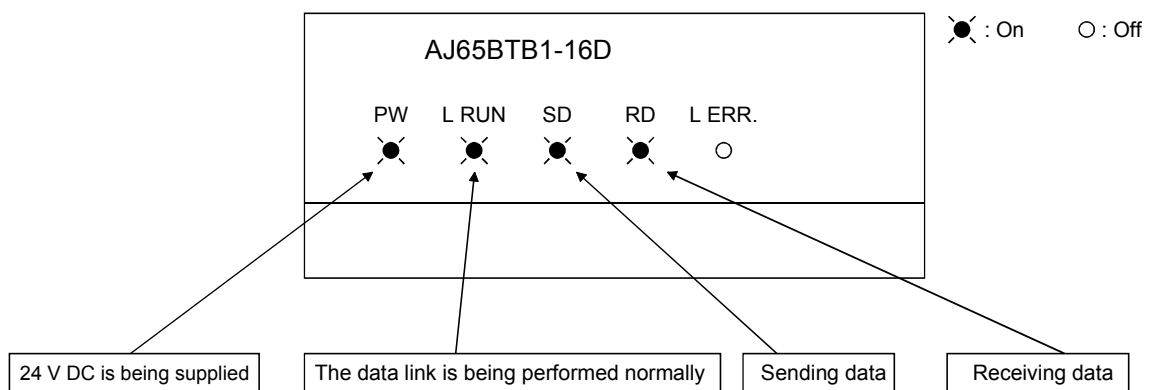 : On : Off
AJ65BTB1-16D
PW L RUN SD RD L ERR.
24 V DC is being supplied
The data link is being performed normally
Sending data
Receiving data